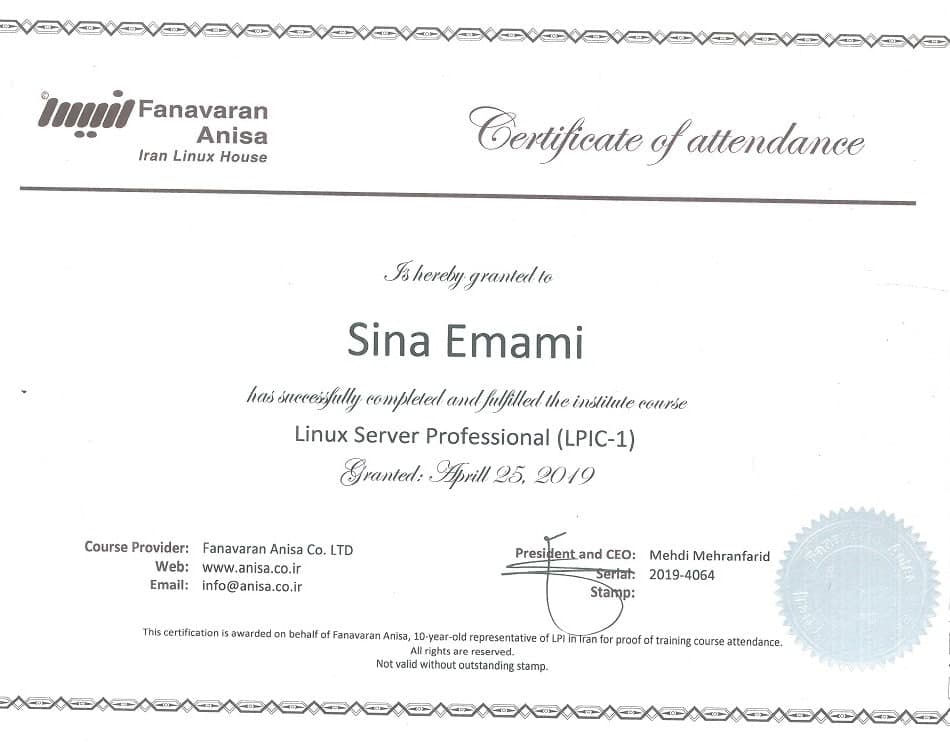 ©
انیسا
Fanavaran
Anisa
Iran Linux House
Certificate of attendance
Is hereby granted to
Sina Emami
has successfully completed and fulfilled the institute course
Linux Server Professional (LPIC-1)
Granted: Aprill 25, 2019
Course Provider: Fanavaran Anisa Co. LTD
Web: www.anisa.co.ir
Email: info@anisa.co.ir
President and CEO: Mehdi Mehranfarid
Serial: 2019-4064
Stamp:
This certification is awarded on behalf of Fanavaran Anisa, 10-year-old representative of LPI in Iran for proof of training course attendance.
All rights are reserved.
Not valid without outstanding stamp.